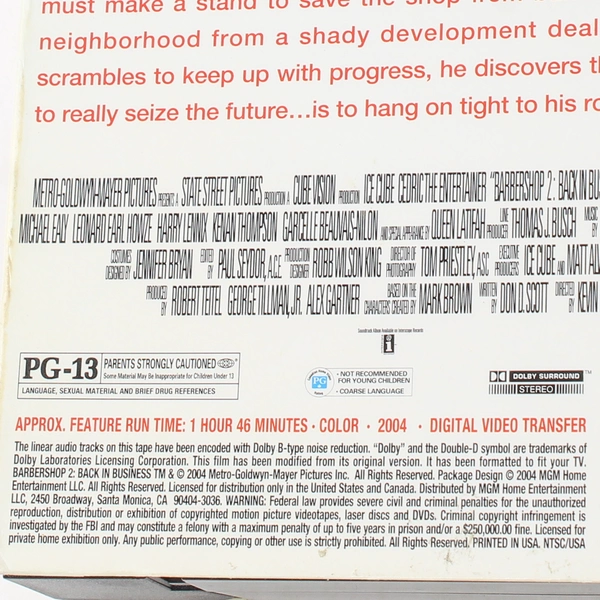 must make a stand to save the shop from
neighborhood from a shady development deal
scrambles to keep up with progress, he discovers
to really seize the future...is to hang on tight to his
METRO-GOLDWYN-MAYER PICTURES PRESENTS A STATE STREET PICTURES PRODUCTION A CUBE VISION PRODUCTION ICE CUBE CEDRIC THE ENTERTAINER "BARBERSHOP 2: BACK IN
MICHAEL EALY LEONARD EARL HOWZE HARRY LENNIX KENAN THOMPSON GARCELLE BEAUVAIS-NILON AND SPECIAL APPEARANCE BY QUEEN LATIFAH LINE PRODUCER THOMAS J. BUSCH MUSIC BY
COSTUMES DESIGNED BY JENNIFER BRYAN EDITED BY PAUL SEYDOR, A.C.E. PRODUCTION DESIGNER ROBB WILSON KING DIRECTOR OF PHOTOGRAPHY TOM PRIESTLEY, ASC EXECUTIVE PRODUCERS ICE CUBE AND MATT
PRODUCED BY ROBERT TEITEL GEORGE TILLMAN, JR. ALEX GARTNER BASED ON THE CHARACTERS CREATED BY MARK BROWN WRITTEN BY DON D. SCOTT DIRECTED BY KEVIN
Soundtrack Album Available on Interscope Records
i
PG-13 PARENTS STRONGLY CAUTIONED
Some Material May Be Inappropriate for Children Under 13
LANGUAGE, SEXUAL MATERIAL AND BRIEF DRUG REFERENCES
PG
· NOT RECOMMENDED
FOR YOUNG CHILDREN
· COARSE LANGUAGE
DOLBY SURROUND™
STEREO
APPROX. FEATURE RUN TIME: 1 HOUR 46 MINUTES · COLOR · 2004 · DIGITAL VIDEO TRANSFER
The linear audio tracks on this tape have been encoded with Dolby B-type noise reduction. "Dolby" and the Double-D symbol are trademarks of
Dolby Laboratories Licensing Corporation. This film has been modified from its original version. It has been formatted to fit your TV.
BARBERSHOP 2: BACK IN BUSINESS TM & © 2004 Metro-Goldwyn-Mayer Pictures Inc. All Rights Reserved. Package Design © 2004 MGM Home
Entertainment LLC. All Rights Reserved. Licensed for distribution only in the United States and Canada. Distributed by MGM Home Entertainment
LLC, 2450 Broadway, Santa Monica, CA 90404-3036. WARNING: Federal law provides severe civil and criminal penalties for the unauthorized
reproduction, distribution or exhibition of copyrighted motion picture videotapes, laser discs and DVDs. Criminal copyright infringement is
investigated by the FBI and may constitute a felony with a maximum penalty of up to five years in prison and/or a $250,000.00 fine. Licensed for
private home exhibition only. Any public performance, copying or other use is strictly prohibited. All Rights Reserved. PRINTED IN USA. NTSC/USA